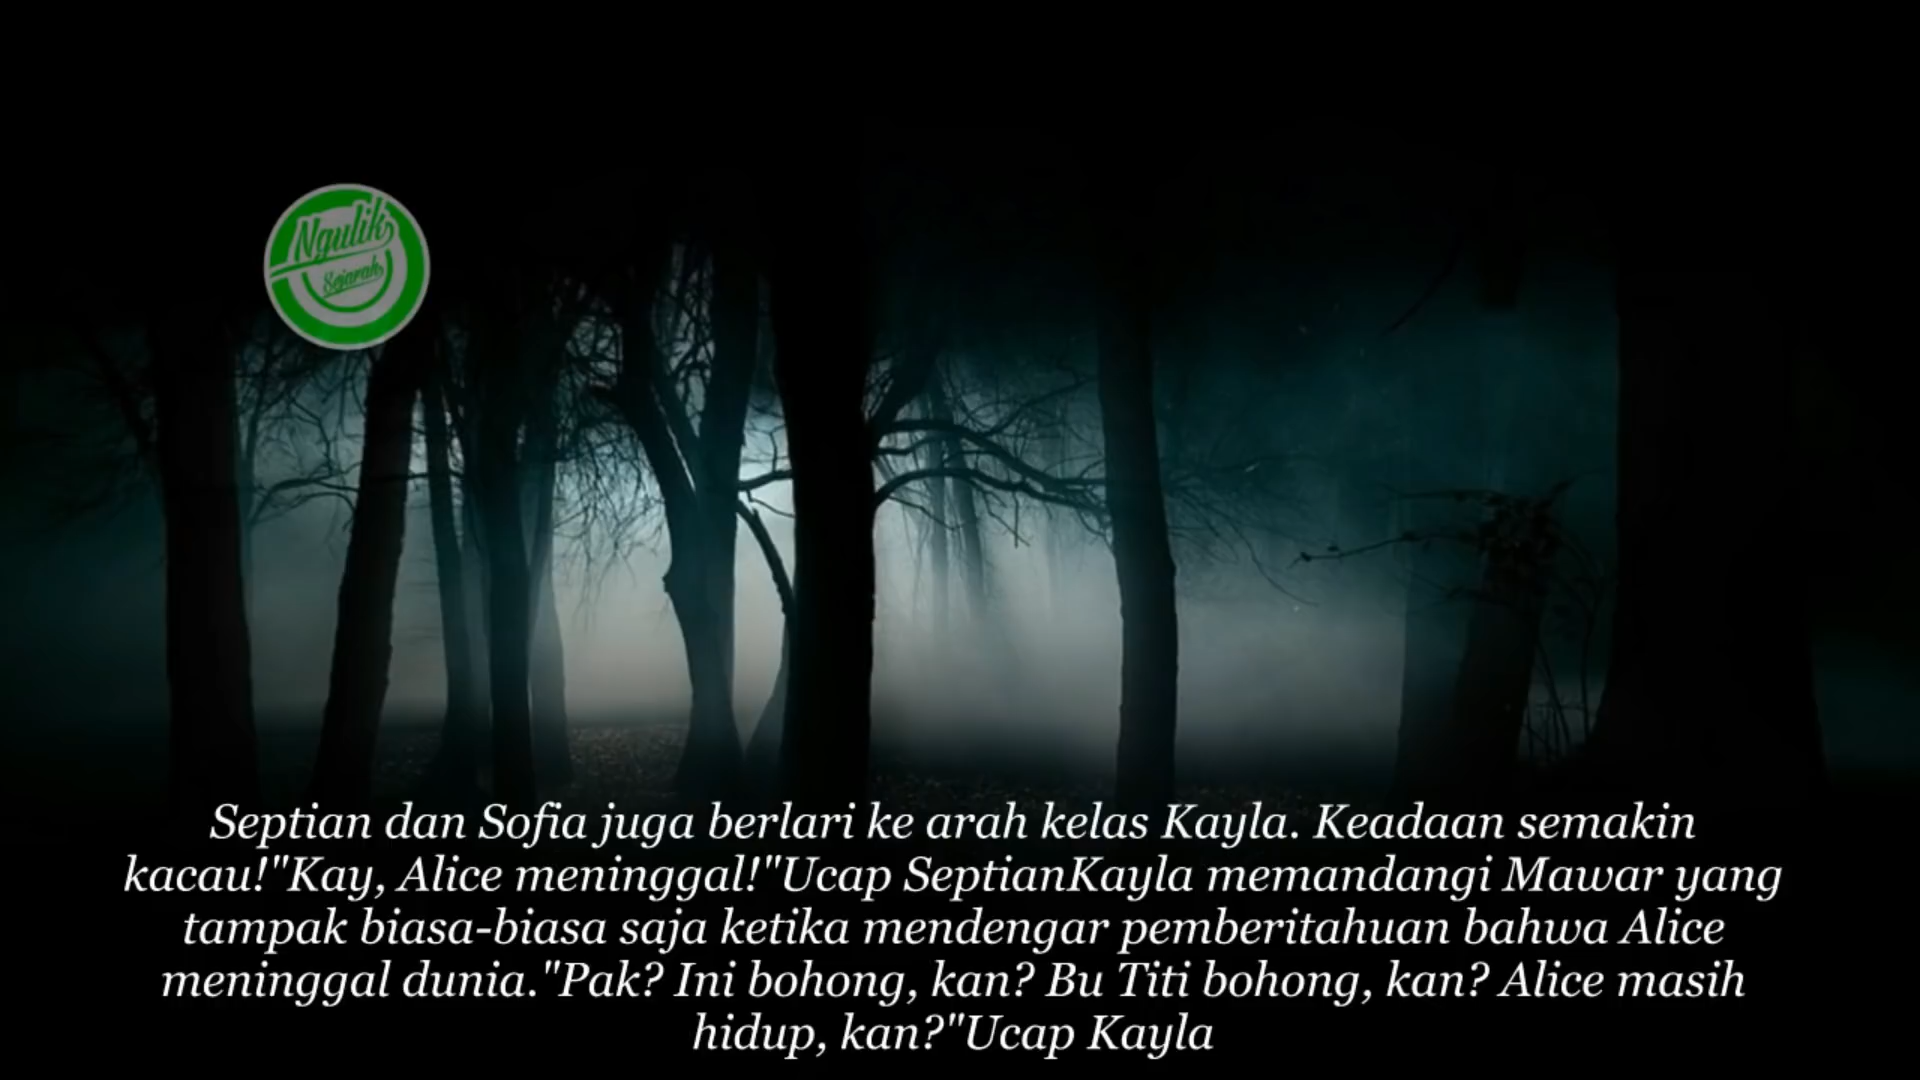 Ngulik
Sejarah
Septian dan Sofia juga berlari ke arah kelas Kayla. Keadaan semakin
kacau!"Kay, Alice meninggal!"Ucap SeptianKayla memandangi Mawar yang
tampak biasa-biasa saja ketika mendengar pemberitahuan bahwa Alice
meninggal dunia."Pak? Ini bohong, kan? Bu Titi bohong, kan? Alice masih
hidup, kan?"Ucap Kayla